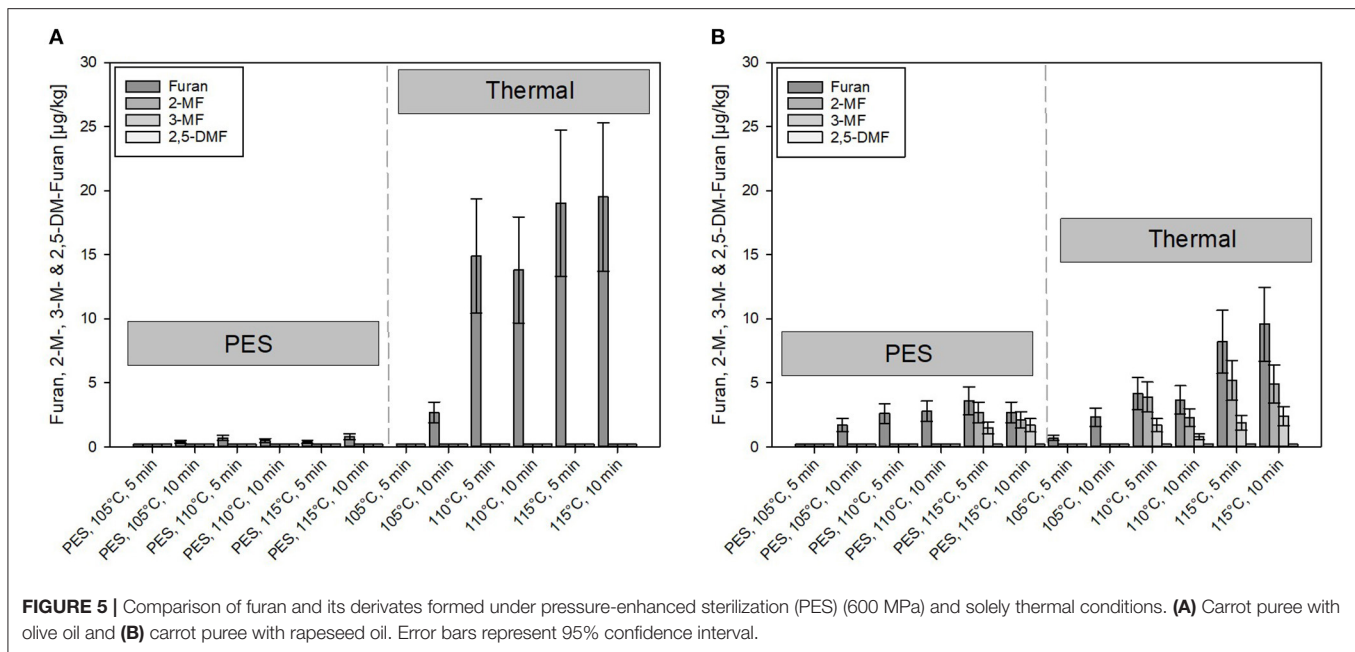 A
Furan, 2-M-, 3-M- & 2,5-DM-Furan [µg/kg]
30
25
20
15
10
5
0
Furan
2-MF
3-MF
2,5-DMF
PES
Thermal
PES, 105°C, 5 min
PES, 105°C, 10 min
PES, 110°C, 5 min
PES, 110°C, 10 min
PES, 115°C, 5 min
PES, 115°C, 10 min
105°C, 5 min
105°C, 10 min
110°C, 5 min
110°C, 10 min
115°C, 5 min
115°C, 10 min
B
Furan, 2-M-, 3-M- & 2,5-DM-Furan [µg/kg]
30
25
20
15
10
5
0
Furan
2-MF
3-MF
2,5-DMF
PES
Thermal
PES, 105°C, 5 min
PES, 105°C, 10 min
PES, 110°C, 5 min
PES, 110°C, 10 min
PES, 115°C, 5 min
PES, 115°C, 10 min
105°C, 5 min
105°C, 10 min
110°C, 5 min
110°C, 10 min
115°C, 5 min
115°C, 10 min
FIGURE 5 | Comparison of furan and its derivates formed under pressure-enhanced sterilization (PES) (600 MPa) and solely thermal conditions. (A) Carrot puree with
olive oil and (B) carrot puree with rapeseed oil. Error bars represent 95% confidence interval.